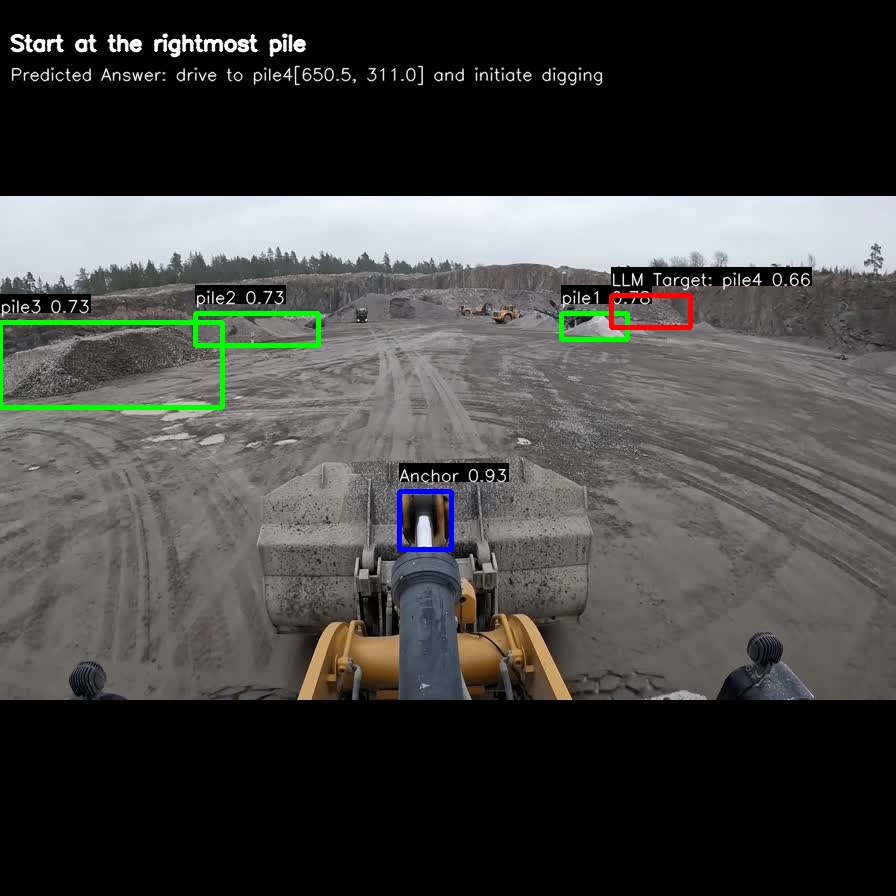 Start at the rightmost pile
Predicted Answer: drive to pile4[650.5, 311.0] and initiate digging
LLM Target: pile4 0.66
pile3 0.73
pile2 0.73
pile1 0.78
Anchor 0.93